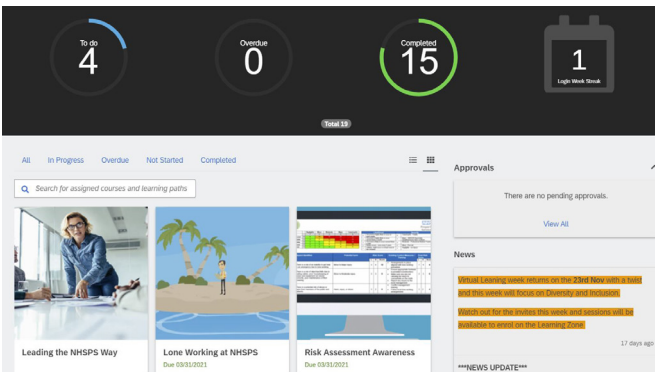 To do
4
Overdue
0
Completed
15
1
Login Week Streak
Total 19
All In Progress Overdue Not Started Completed
Search for assigned courses and learning paths
Leading the NHSPS Way
Lone Working at NHSPS
Due 03/31/2021
Risk Assessment Awareness
Due 03/31/2021
Approvals
There are no pending approvals.
View All
News
Virtual Leaning week returns on the 23rd Nov with a twist
and this week will focus on Diversity and Inclusion.
Watch out for the invites this week and sessions will be
available to enrol on the Learning Zone.
17 days ago
***NEWS UPDATE***